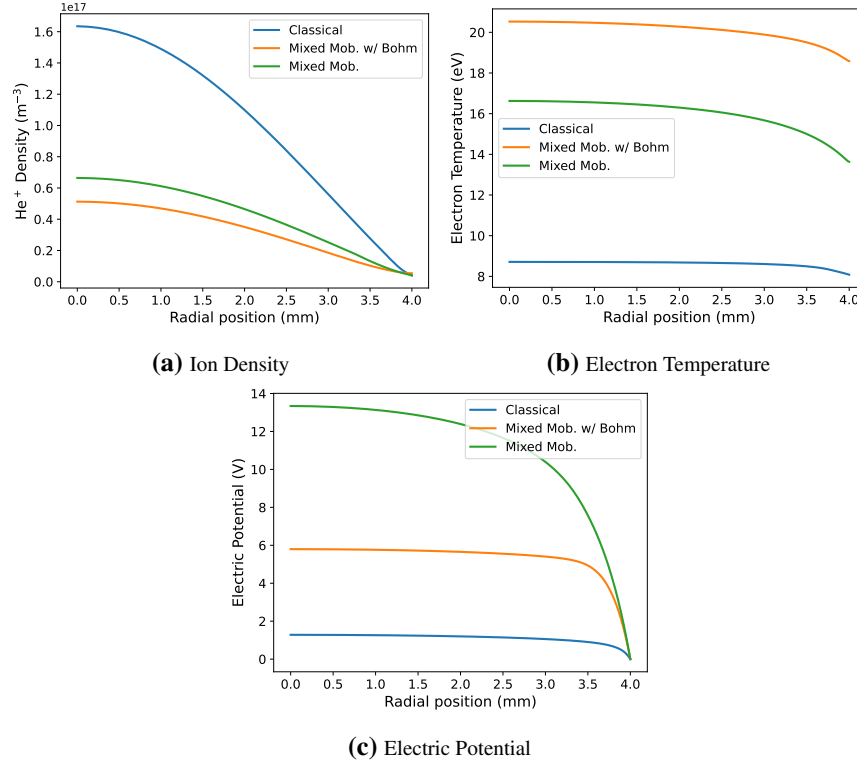 1e17
1.6
1.4
1.2
1.0
0.8
0.6
0.4
0.2
0.0
He+ Density (m−3)
Classical
Mixed Mob. w/ Bohm
Mixed Mob.
0.0 0.5 1.0 1.5 2.0 2.5 3.0 3.5 4.0
Radial position (mm)
(a) Ion Density
20
18
16
14
12
10
8
Electron Temperature (eV)
Classical
Mixed Mob. w/ Bohm
Mixed Mob.
0.0 0.5 1.0 1.5 2.0 2.5 3.0 3.5 4.0
Radial position (mm)
(b) Electron Temperature
14
12
10
8
6
4
2
0
Electric Potential (V)
Classical
Mixed Mob. w/ Bohm
Mixed Mob.
0.0 0.5 1.0 1.5 2.0 2.5 3.0 3.5 4.0
Radial position (mm)
(c) Electric Potential